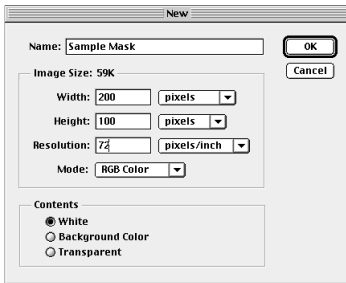 New
Name: Sample Mask
OK
Cancel
Image Size: 59K
Width: 200 pixels
Height: 100 pixels
Resolution: 72 pixels/inch
Mode: RGB Color
Contents
White
Background Color
Transparent